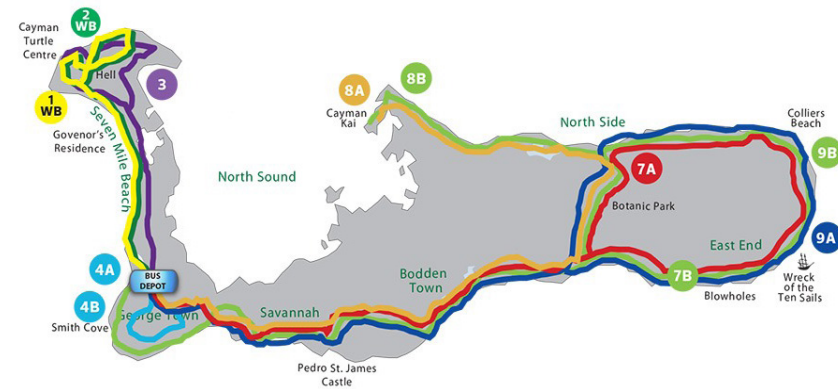 2
WB
Cayman
Turtle
Centre
Hell
1
WB
3
Govenor's
Residence
Seven Mile Beach
North Sound
8A
8B
Cayman
Kai
North Side
Colliers
Beach
9B
7A
Botanic Park
East End
9A
Wreck
of the
Ten Sails
7B
Blowholes
Bodden
Town
4A
BUS
DEPOT
4B
Smith Cove
George Town
Savannah
Pedro St. James
Castle